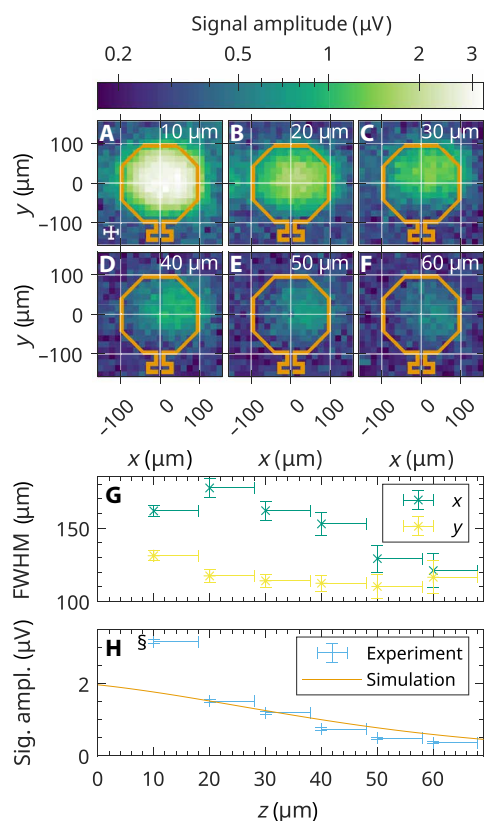 Signal amplitude (µV)
0.2 0.5 1 2 3
A 10 µm B 20 µm C 30 µm
y (µm) 100 0 −100
D 40 µm E 50 µm F 60 µm
y (µm) 100 0 −100
−100 0 100 −100 0 100 −100 0 100
x (µm) x (µm) x (µm)
G
FWHM (µm) 150 100
x
y
H §
Sig. ampl. (µV) 2 0
Experiment
Simulation
0 10 20 30 40 50 60
z (µm)